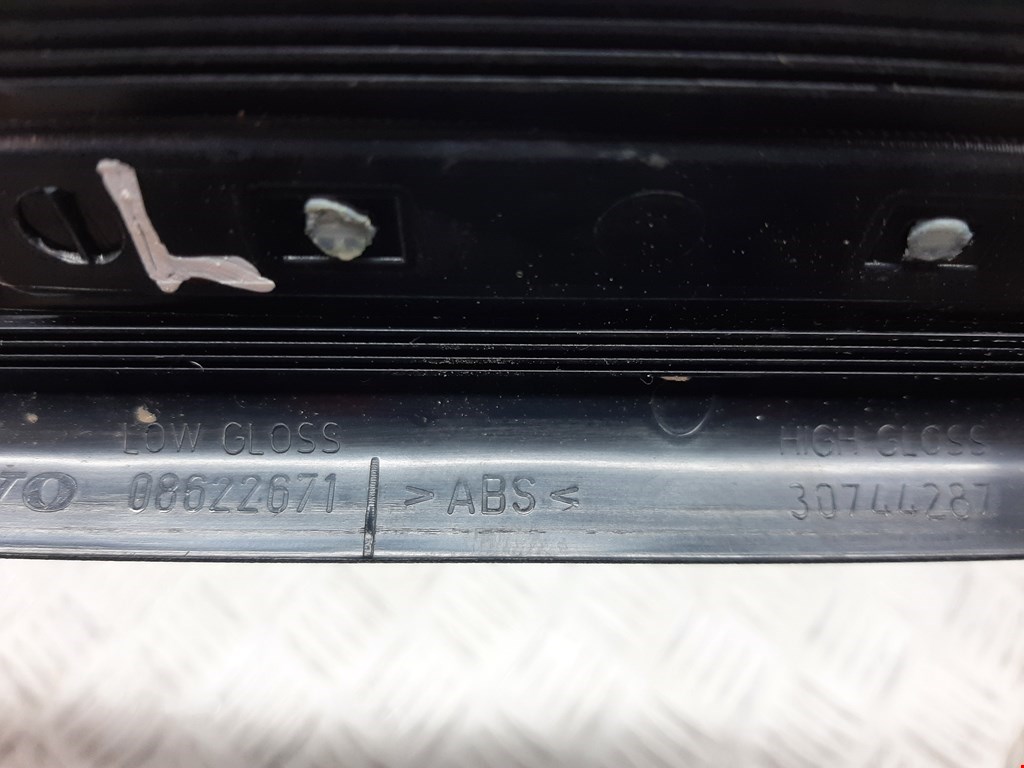 L
LOW GLOSS
HIGH GLOSS
08622671 >ABS< 30744287